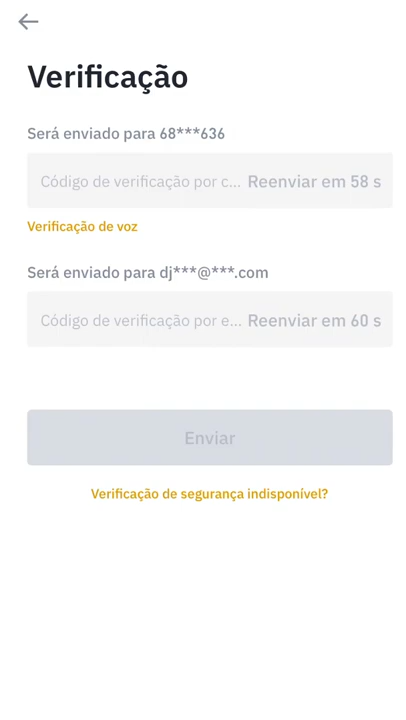 Verificação
Será enviado para 68***636
Código de verificação por c... Reenviar em 58 s
Verificação de voz
Será enviado para dj***@***.com
Código de verificação por e... Reenviar em 60 s
Enviar
Verificação de segurança indisponível?